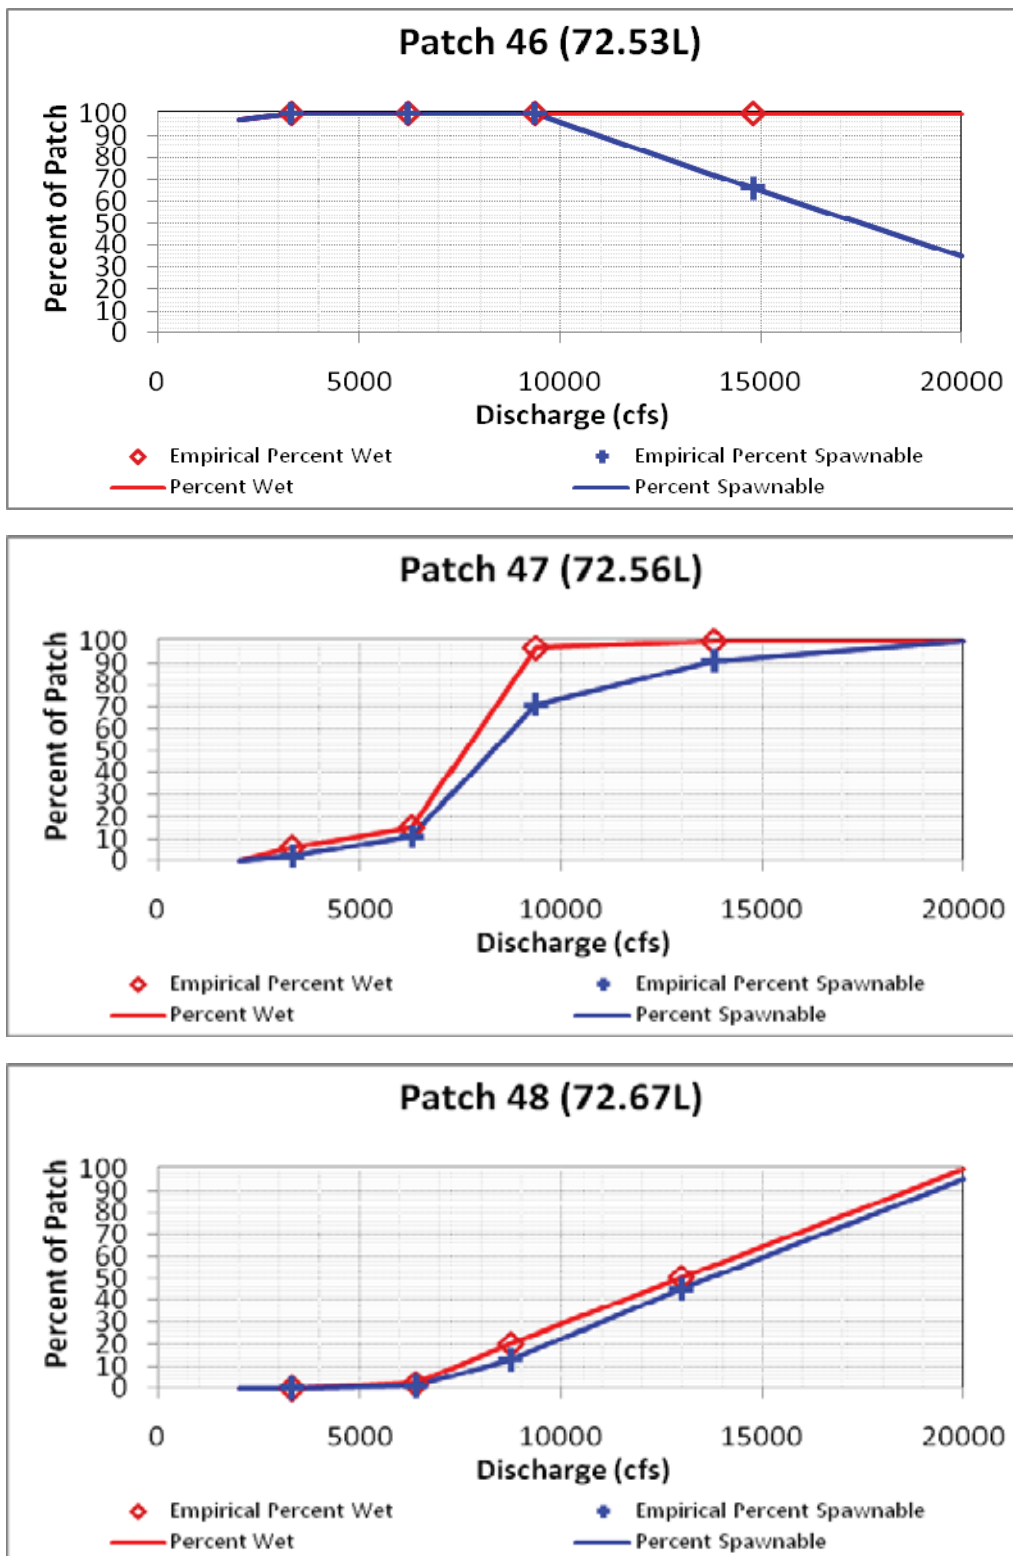 Patch 46 (72.53L)
Percent of Patch
100
90
80
70
60
50
40
30
20
10
0
0 5000 10000 15000 20000
Discharge (cfs)
Empirical Percent Wet Empirical Percent Spawnable
Percent Wet Percent Spawnable
Patch 47 (72.56L)
Percent of Patch
100
90
80
70
60
50
40
30
20
10
0
0 5000 10000 15000 20000
Discharge (cfs)
Empirical Percent Wet Empirical Percent Spawnable
Percent Wet Percent Spawnable
Patch 48 (72.67L)
Percent of Patch
100
90
80
70
60
50
40
30
20
10
0
0 5000 10000 15000 20000
Discharge (cfs)
Empirical Percent Wet Empirical Percent Spawnable
Percent Wet Percent Spawnable